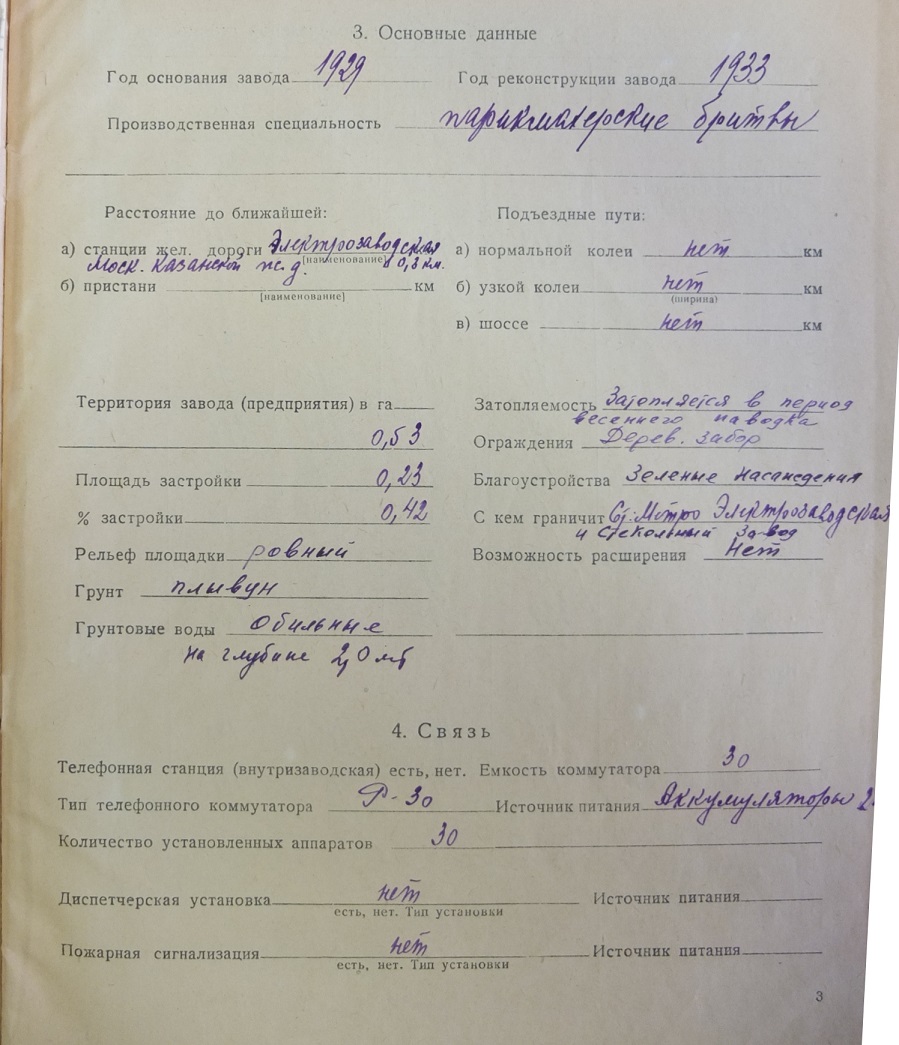 3. Основные данные
Год основания завода 1929 Год реконструкции завода 1933
Производственная специальность парикмахерские бритвы
Расстояние до ближайшей: Подъездные пути:
а) станции жел. дороги Электрозаводская а) нормальной колеи нет км
Моск. Казанской ж.д. [наименование] 0,3 км.
б) пристани км б) узкой колеи нет км
[наименование] (ширина)
в) шоссе нет км
Территория завода (предприятия) в га Затопляемость Затопляется в период
весеннего паводка
0,53 Ограждения Дерев. забор
Площадь застройки 0,23 Благоустройства Зеленые насаждения
% застройки 0,42 С кем граничит Ст. Метро Электрозаводская
и Стекольный завод
Рельеф площадки ровный Возможность расширения Нет
Грунт плывун
Грунтовые воды Обильные
на глубине 2,0 мт
4. Связь
Телефонная станция (внутризаводская) есть, нет. Емкость коммутатора 30
Тип телефонного коммутатора Р-30 Источник питания Аккумуляторы 2
Количество установленных аппаратов 30
Диспетчерская установка нет Источник питания
есть, нет. Тип установки
Пожарная сигнализация нет Источник питания
есть, нет. Тип установки
3